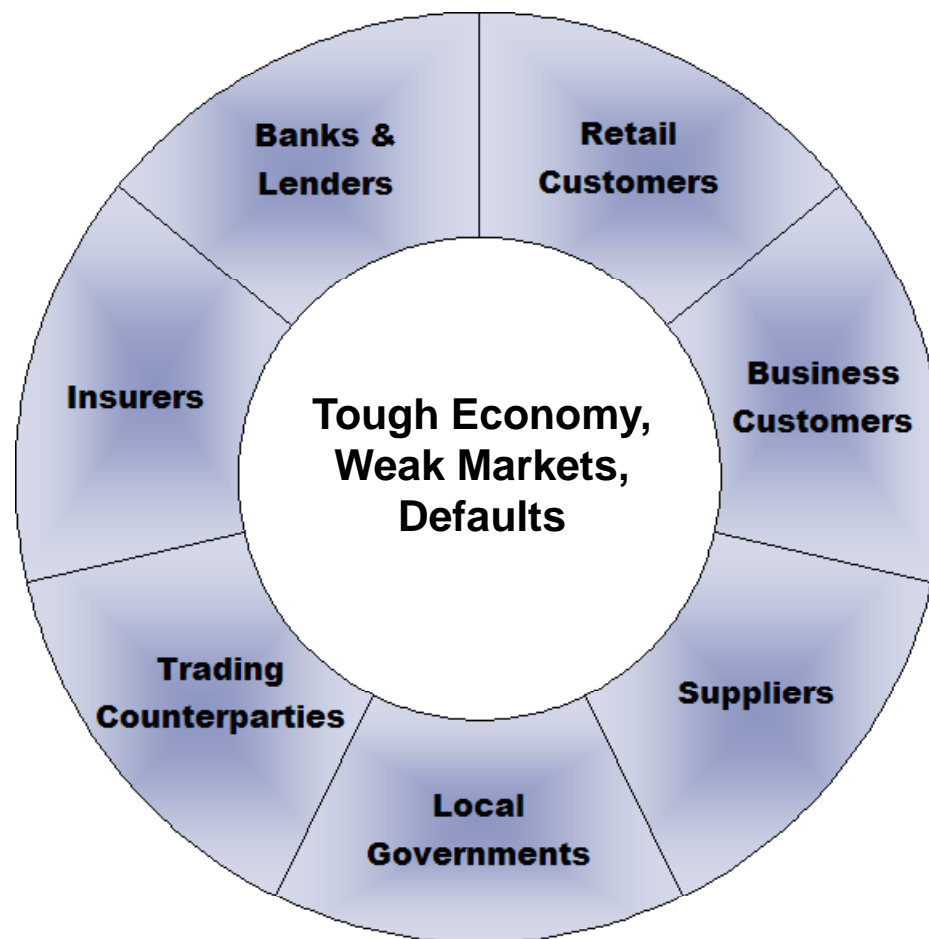 Banks &
Lenders
Retail
Customers
Business
Customers
Insurers
Tough Economy,
Weak Markets,
Defaults
Suppliers
Trading
Counterparties
Local
Governments